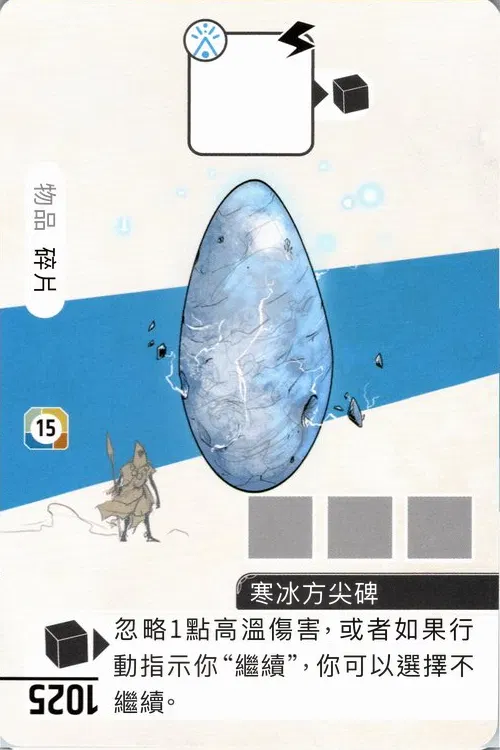 物品 碎片
15
寒冰方尖碑
忽略1點高溫傷害，或者如果行
動指示你“繼續”，你可以選擇不
繼續。
1025